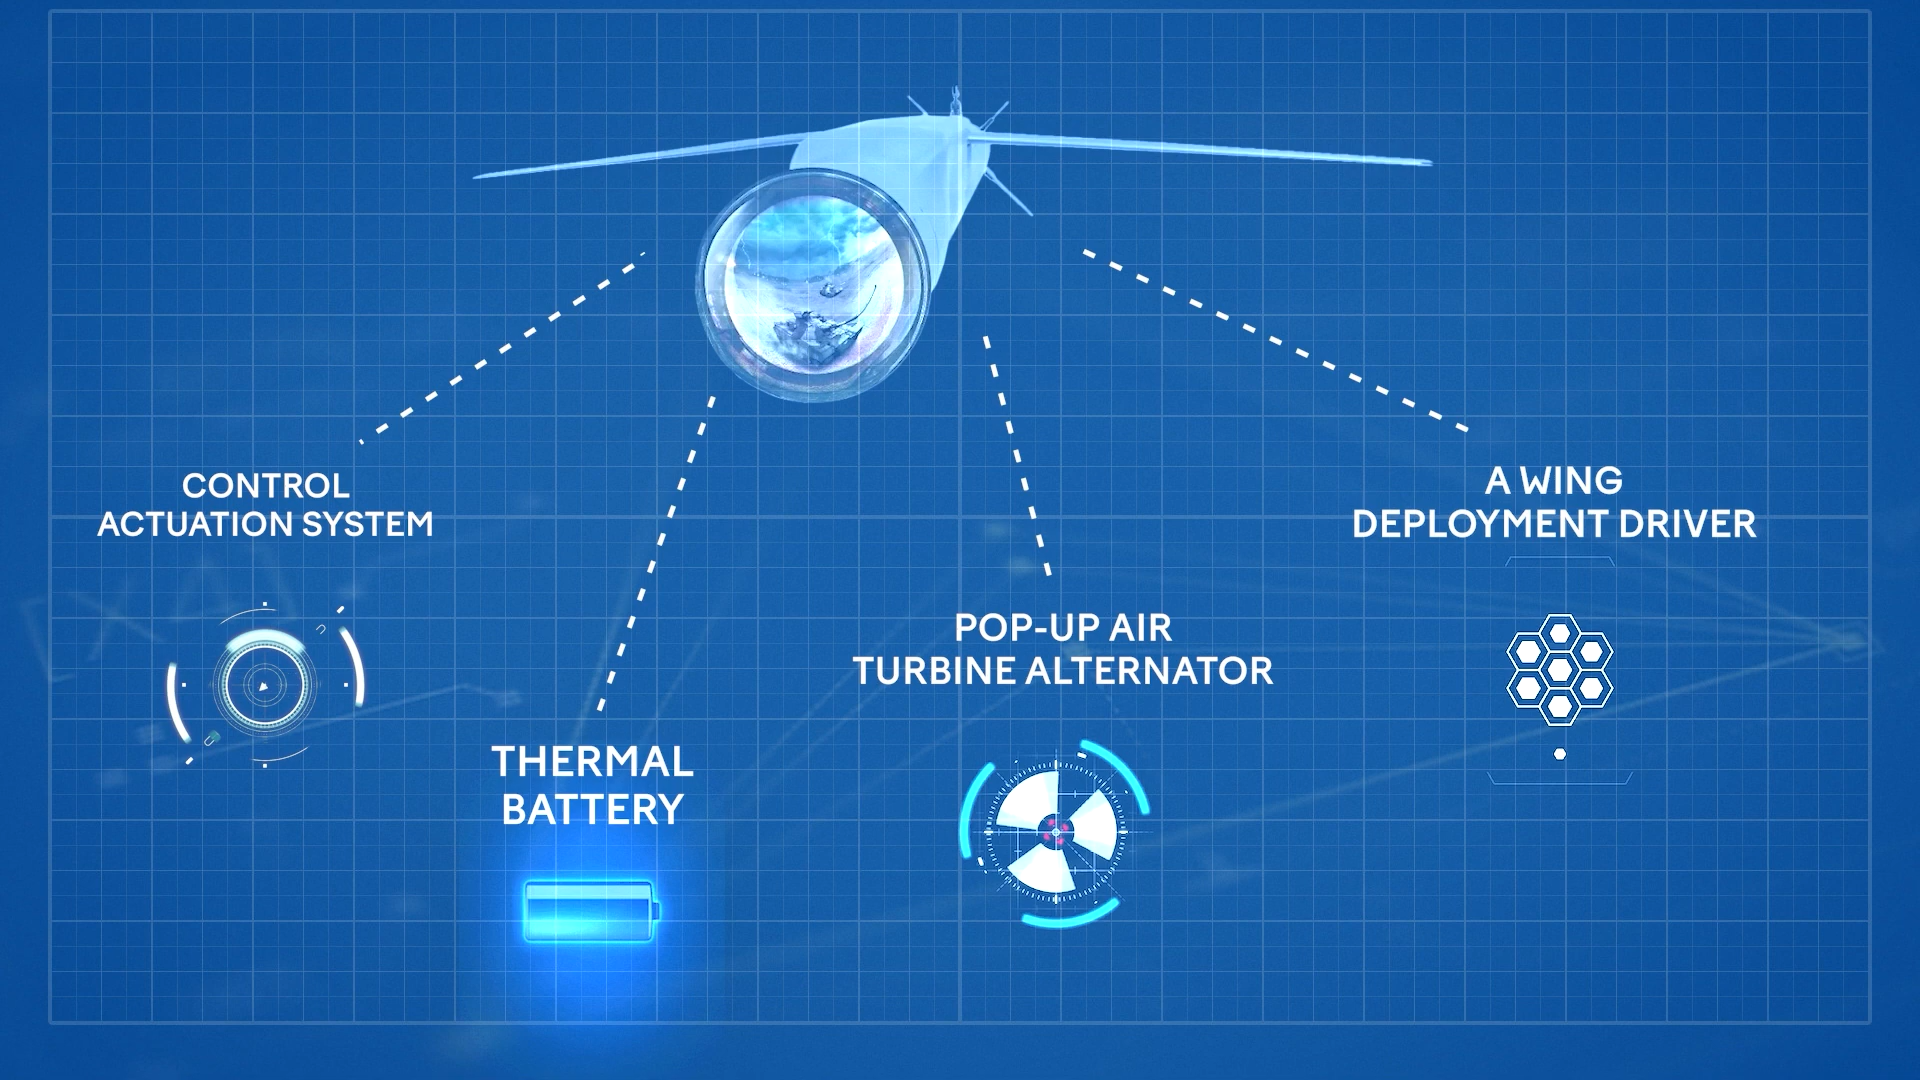 CONTROL
ACTUATION SYSTEM
THERMAL
BATTERY
POP-UP AIR
TURBINE ALTERNATOR
A WING
DEPLOYMENT DRIVER